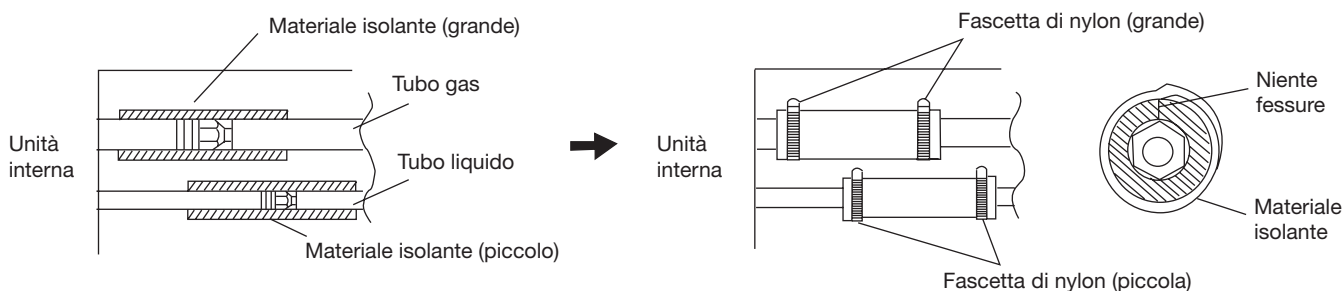 Materiale isolante (grande)
Tubo gas
Unità
interna
Tubo liquido
Materiale isolante (piccolo)
Fascetta di nylon (grande)
Unità
interna
Niente
fessure
Materiale
isolante
Fascetta di nylon (piccola)